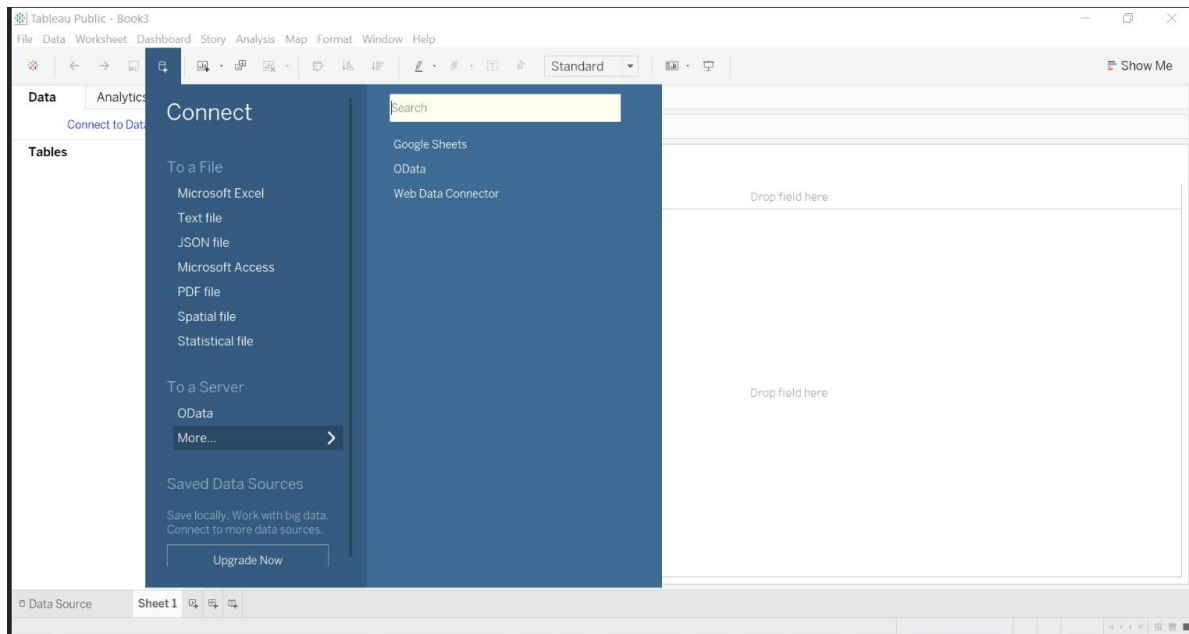 Tableau Public - Book3
File Data Worksheet Dashboard Story Analysis Map Format Window Help
Standard
Show Me
Data Analytics
Connect to Data
Tables
Connect
To a File
Microsoft Excel
Text file
JSON file
Microsoft Access
PDF file
Spatial file
Statistical file
To a Server
OData
More...
Saved Data Sources
Save locally. Work with big data.
Connect to more data sources.
Upgrade Now
Search
Google Sheets
OData
Web Data Connector
Drop field here
Drop field here
Data Source Sheet 1